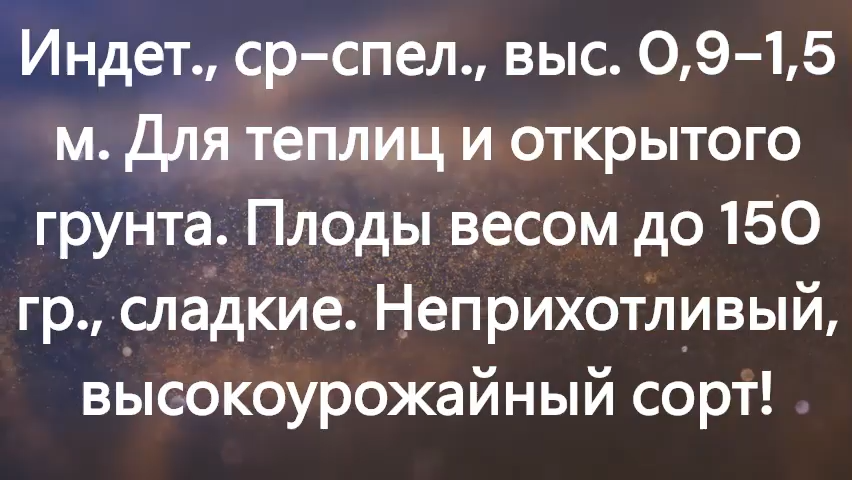 Индет., ср-спел., выс. 0,9-1,5
м. Для теплиц и открытого
грунта. Плоды весом до 150
гр., сладкие. Неприхотливый,
высокоурожайный сорт!